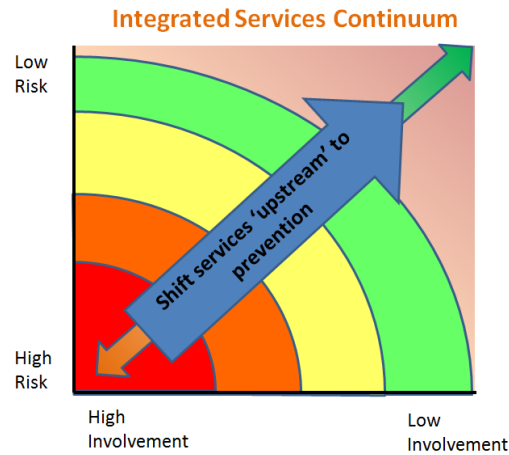 Integrated Services Continuum
Low
Risk
Shift services 'upstream' to
prevention
High
Risk
High
Involvement
Low
Involvement